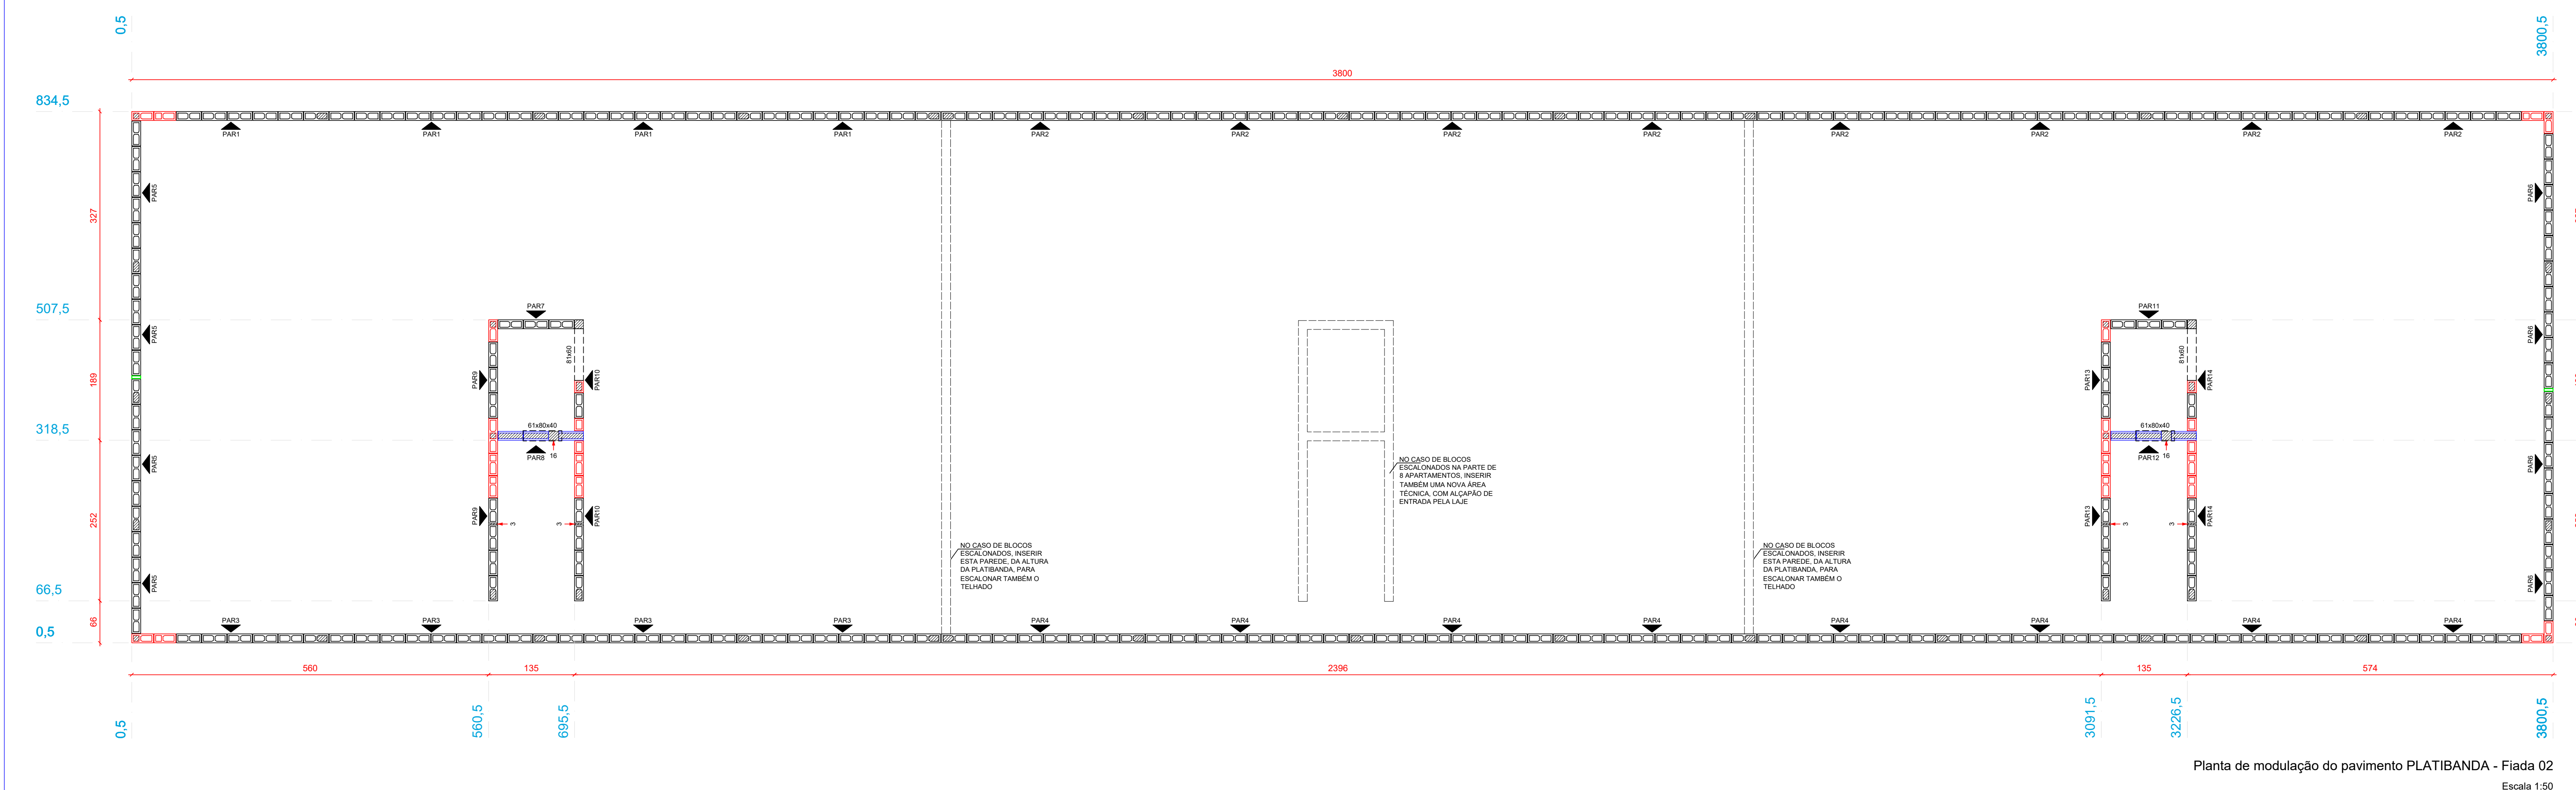 0,5
3800,5
3800
834,5
PAR1
PAR1
PAR1
PAR1
PAR2
PAR2
PAR2
PAR2
PAR2
PAR2
PAR2
PAR2
PAR5
PAR6
327
507,5
PAR7
PAR11
PAR5
PAR6
81x60
81x60
189
PAR9
PAR10
PAR13
PAR14
318,5
61x80x40
61x80x40
PAR8
16
PAR12
16
PAR5
PAR6
NO CASO DE BLOCOS
ESCALONADOS NA PARTE DE
8 APARTAMENTOS, INSERIR
TAMBÉM UMA NOVA ÁREA
TÉCNICA, COM ALÇAPÃO DE
ENTRADA PELA LAJE
252
PAR9
PAR10
PAR13
PAR14
3
3
3
3
NO CASO DE BLOCOS
ESCALONADOS, INSERIR
ESTA PAREDE, DA ALTURA
DA PLATIBANDA, PARA
ESCALONAR TAMBÉM O
TELHADO
NO CASO DE BLOCOS
ESCALONADOS, INSERIR
ESTA PAREDE, DA ALTURA
DA PLATIBANDA, PARA
ESCALONAR TAMBÉM O
TELHADO
66,5
PAR5
PAR6
66
0,5
PAR3
PAR3
PAR3
PAR3
PAR4
PAR4
PAR4
PAR4
PAR4
PAR4
PAR4
PAR4
560
135
2396
135
574
0,5
560,5
695,5
3091,5
3226,5
3800,5
Planta de modulação do pavimento PLATIBANDA - Fiada 02
Escala 1:50